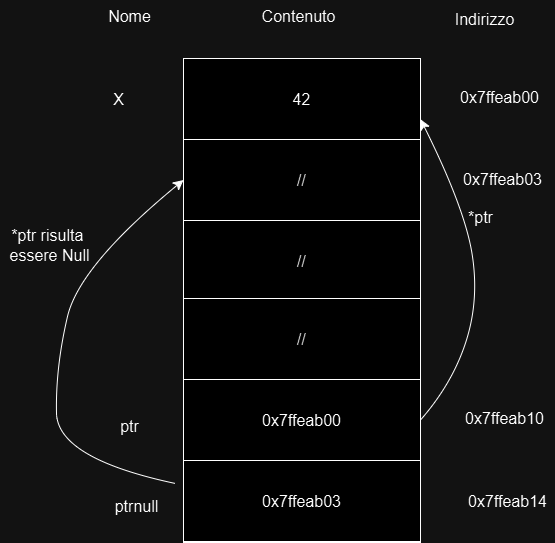 Nome Contenuto Indirizzo
X 42 0x7ffeab00
// 0x7ffeab03
*ptr
*ptr risulta
essere Null
//
//
ptr 0x7ffeab00 0x7ffeab10
ptrnull 0x7ffeab03 0x7ffeab14